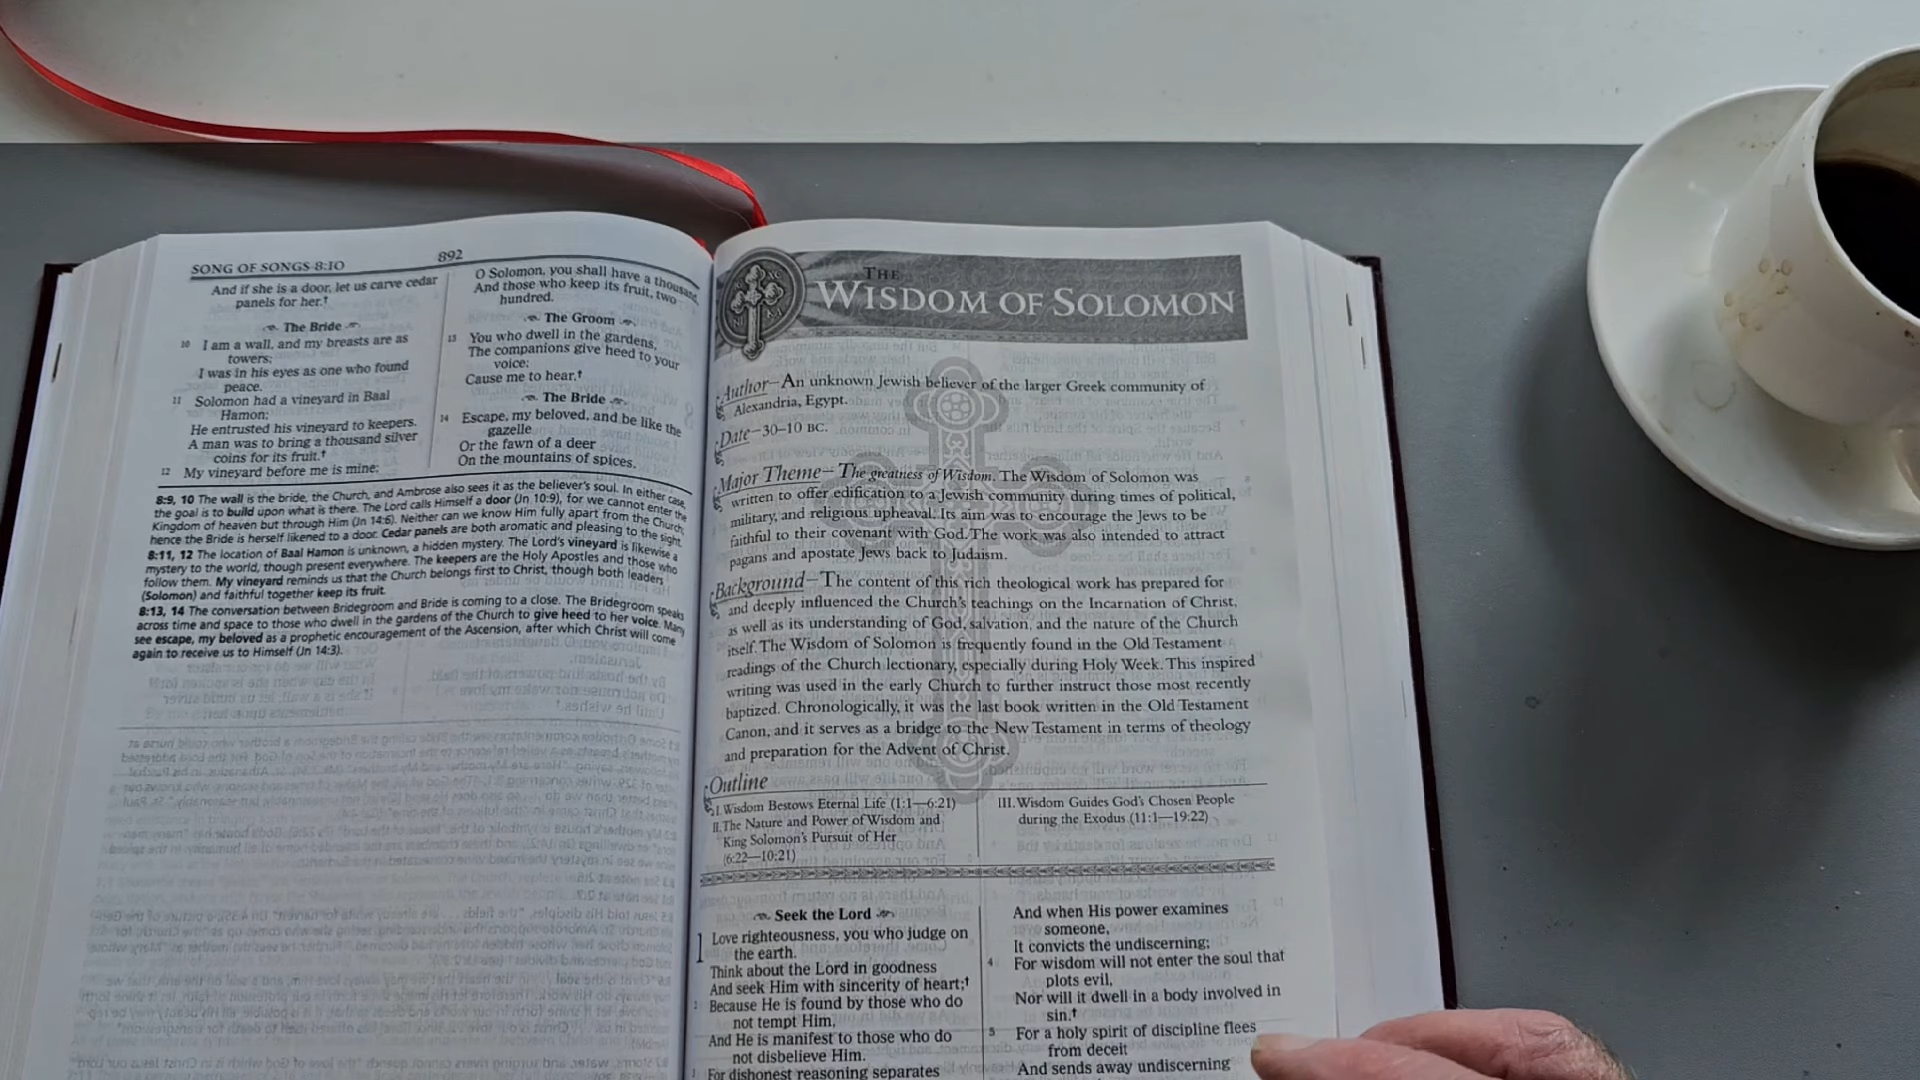 SONG OF SONGS 8:10
892
And if she is a door, let us carve cedar
panels for her.†
The Bride
10 I am a wall, and my breasts are as
towers;
I was in his eyes as one who found
peace.
11 Solomon had a vineyard in Baal
Hamon;
He entrusted his vineyard to keepers.
A man was to bring a thousand silver
coins for its fruit.†
12 My vineyard before me is mine;
O Solomon, you shall have a thousand,
And those who keep its fruit, two
hundred.
The Groom
13 You who dwell in the gardens,
The companions give heed to your
voice;
Cause me to hear.†
The Bride
14 Escape, my beloved, and be like the
gazelle
Or the fawn of a deer
On the mountains of spices.
8:9, 10 The wall is the bride, the Church, and Ambrose also sees it as the believer's soul. In either case,
the goal is to build upon what is there. The Lord calls Himself a door (Jn 10:9), for we cannot enter the
Kingdom of heaven but through Him (Jn 14:6). Neither can we know Him fully apart from the Church;
hence the Bride is herself likened to a door. Cedar panels are both aromatic and pleasing to the sight.
8:11, 12 The location of Baal Hamon is unknown, a hidden mystery. The Lord's vineyard is likewise a
mystery to the world, though present everywhere. The keepers are the Holy Apostles and those who
follow them. My vineyard reminds us that the Church belongs first to Christ, though both leaders
(Solomon) and faithful together keep its fruit.
8:13, 14 The conversation between Bridegroom and Bride is coming to a close. The Bridegroom speaks
across time and space to those who dwell in the gardens of the Church to give heed to her voice. Many
see escape, my beloved as a prophetic encouragement of the Ascension, after which Christ will come
again to receive us to Himself (Jn 14:3).
THE
WISDOM OF SOLOMON
Author—An unknown Jewish believer of the larger Greek community of
Alexandria, Egypt.
Date—30–10 BC.
Major Theme—The greatness of Wisdom. The Wisdom of Solomon was
written to offer edification to a Jewish community during times of political,
military, and religious upheaval. Its aim was to encourage the Jews to be
faithful to their covenant with God. The work was also intended to attract
pagans and apostate Jews back to Judaism.
Background—The content of this rich theological work has prepared for
and deeply influenced the Church's teachings on the Incarnation of Christ,
as well as its understanding of God, salvation, and the nature of the Church
itself. The Wisdom of Solomon is frequently found in the Old Testament
readings of the Church lectionary, especially during Holy Week. This inspired
writing was used in the early Church to further instruct those most recently
baptized. Chronologically, it was the last book written in the Old Testament
Canon, and it serves as a bridge to the New Testament in terms of theology
and preparation for the Advent of Christ.
Outline
I. Wisdom Bestows Eternal Life (1:1—6:21)
II. The Nature and Power of Wisdom and
King Solomon's Pursuit of Her
(6:22—10:21)
III. Wisdom Guides God's Chosen People
during the Exodus (11:1—19:22)
Seek the Lord
1 Love righteousness, you who judge on
the earth.
Think about the Lord in goodness
And seek Him with sincerity of heart;†
2 Because He is found by those who do
not tempt Him,
And He is manifest to those who do
not disbelieve Him.
3 For dishonest reasoning separates
And when His power examines
someone,
It convicts the undiscerning;
4 For wisdom will not enter the soul that
plots evil,
Nor will it dwell in a body involved in
sin.†
5 For a holy spirit of discipline flees
from deceit
And sends away undiscerning